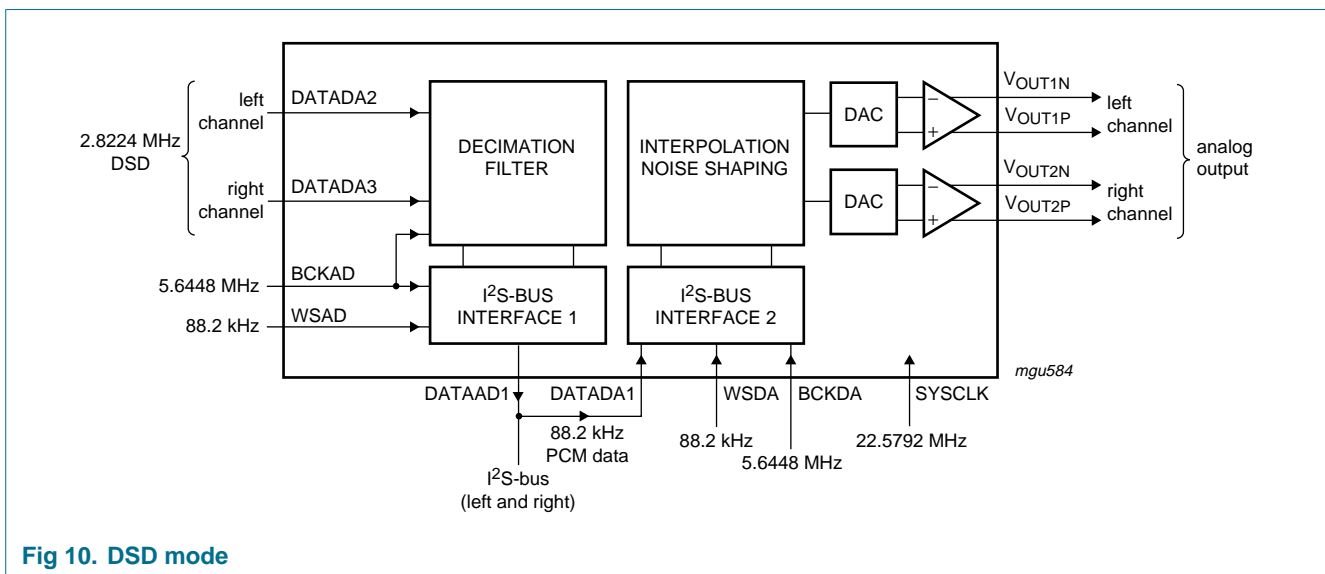 2.8224 MHz
DSD
left
channel
right
channel
DATADA2
DATADA3
5.6448 MHz
BCKAD
88.2 kHz
WSAD
DECIMATION
FILTER
I²S-BUS
INTERFACE 1
INTERPOLATION
NOISE SHAPING
I²S-BUS
INTERFACE 2
DAC
−
+
DAC
−
+
VOUT1N
VOUT1P
VOUT2N
VOUT2P
left
channel
right
channel
analog
output
mgu584
DATAAD1
DATADA1
WSDA
BCKDA
SYSCLK
88.2 kHz
PCM data
88.2 kHz
5.6448 MHz
22.5792 MHz
I²S-bus
(left and right)
Fig 10. DSD mode